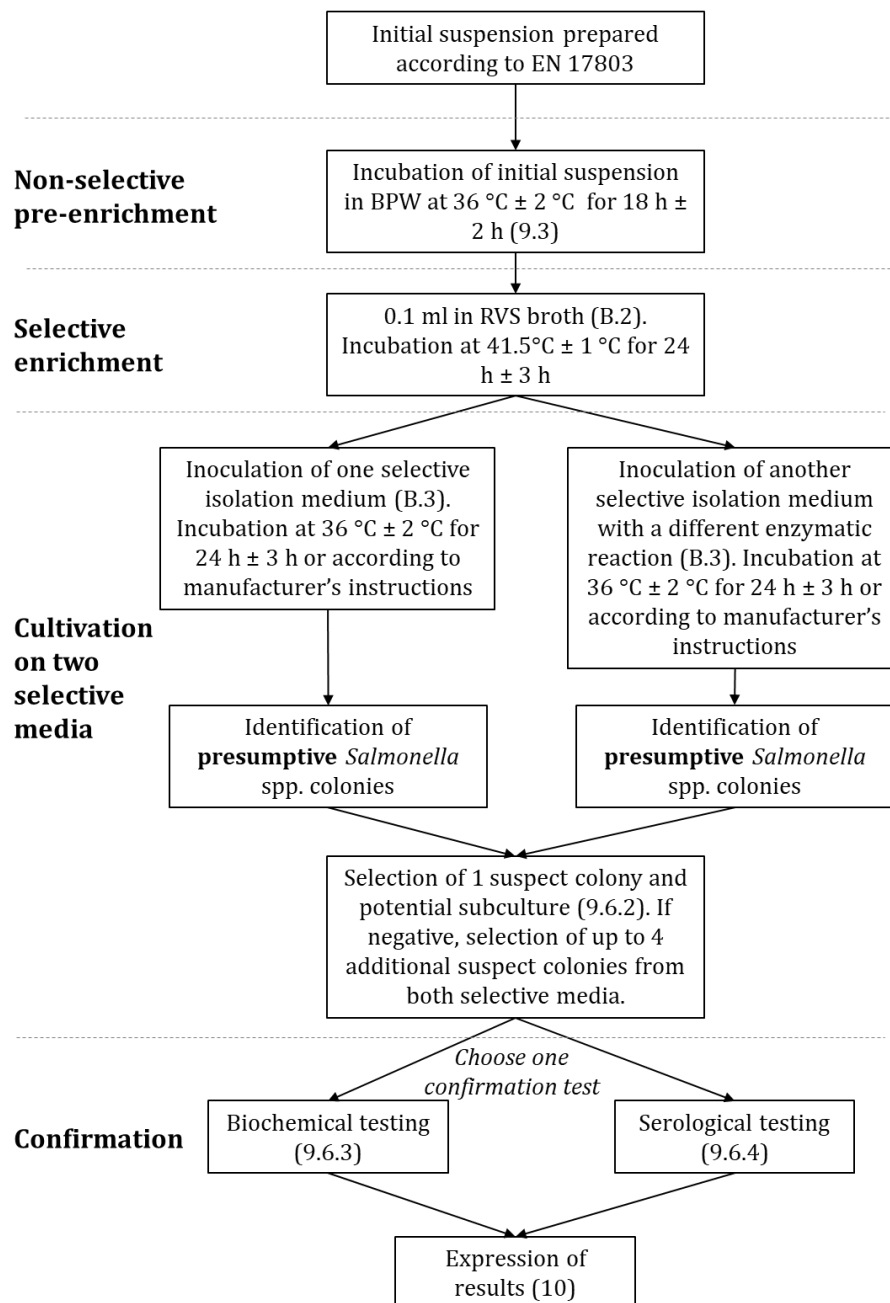 Initial suspension prepared
according to EN 17803
Non-selective
pre-enrichment
Incubation of initial suspension
in BPW at 36 °C ± 2 °C for 18 h ±
2 h (9.3)
Selective
enrichment
0.1 ml in RVS broth (B.2).
Incubation at 41.5°C ± 1 °C for 24
h ± 3 h
Cultivation
on two
selective
media
Inoculation of one selective
isolation medium (B.3).
Incubation at 36 °C ± 2 °C for
24 h ± 3 h or according to
manufacturer’s instructions
Inoculation of another
selective isolation medium
with a different enzymatic
reaction (B.3). Incubation at
36 °C ± 2 °C for 24 h ± 3 h or
according to manufacturer’s
instructions
Identification of
presumptive Salmonella
spp. colonies
Identification of
presumptive Salmonella
spp. colonies
Selection of 1 suspect colony and
potential subculture (9.6.2). If
negative, selection of up to 4
additional suspect colonies from
both selective media.
Confirmation
Choose one
confirmation test
Biochemical testing
(9.6.3)
Serological testing
(9.6.4)
Expression of
results (10)